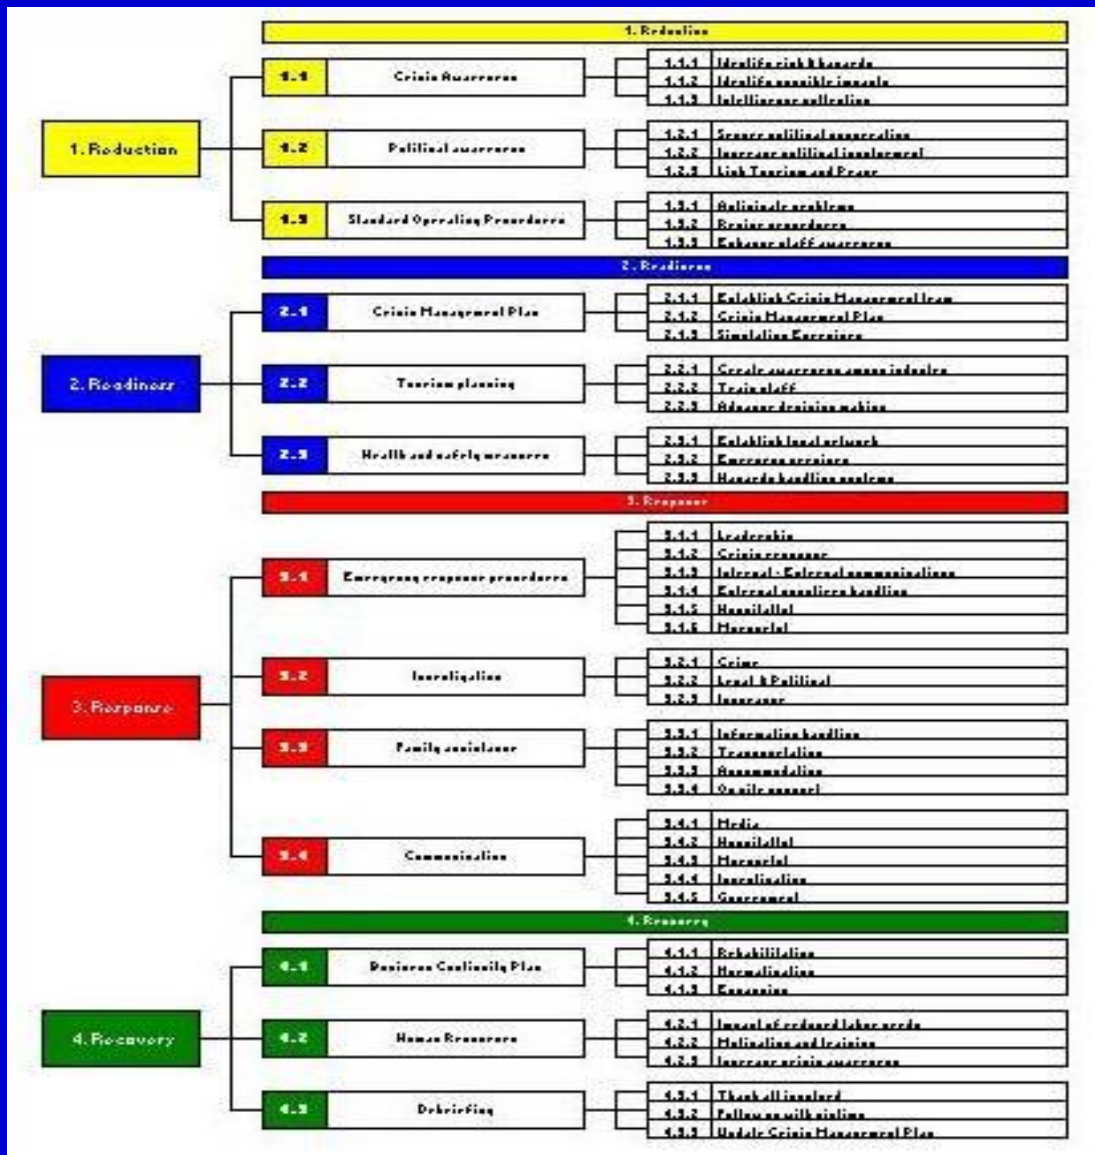 1. Reduction
1. Reduction
1.1 Crisis Awareness
1.1.1 Identify risk & hazards
1.1.2 Identify possible impacts
1.1.3 Intelligence collection
1.2 Political awareness
1.2.1 Secure political cooperation
1.2.2 Increase political involvement
1.2.3 Link Tourism and Peace
1.3 Standard Operating Procedures
1.3.1 Anticipate problems
1.3.2 Review procedures
1.3.3 Enhance staff awareness
2. Readiness
2. Readiness
2.1 Crisis Management Plan
2.1.1 Establish Crisis Management team
2.1.2 Crisis Management Plan
2.1.3 Simulation Exercises
2.2 Tourism planning
2.2.1 Create awareness among
2.2.2 Train staff
2.2.3 Advance decision making
2.3 Health and safety measures
2.3.1 Establish local network
2.3.2 services
2.3.3 Hazards handling
3. Response
3. Response
3.1 Emergency response procedures
3.1.1 Leadership
3.1.2 Crisis response
3.1.3 Internal - External communications
3.1.4 External handling
3.1.5
3.1.6
3.2 Investigation
3.2.1 Crime
3.2.2 Legal & Political
3.2.3 Insurance
3.3 Family assistance
3.3.1 Information handling
3.3.2 Transportation
3.3.3 Accommodation
3.3.4 On site
3.4 Communication
3.4.1 Media
3.4.2
3.4.3
3.4.4 Investigation
3.4.5 Government
4. Recovery
4. Recovery
4.1 Business Continuity Plan
4.1.1 Rehabilitation
4.1.2 Normalisation
4.1.3 Expansion
4.2 Human Resources
4.2.1 Impact of reduced labor needs
4.2.2 Motivation and training
4.2.3 Increase crisis awareness
4.3 Debriefing
4.3.1 Thank all involved
4.3.2 Follow up with victims
4.3.3 Update Crisis Management Plan